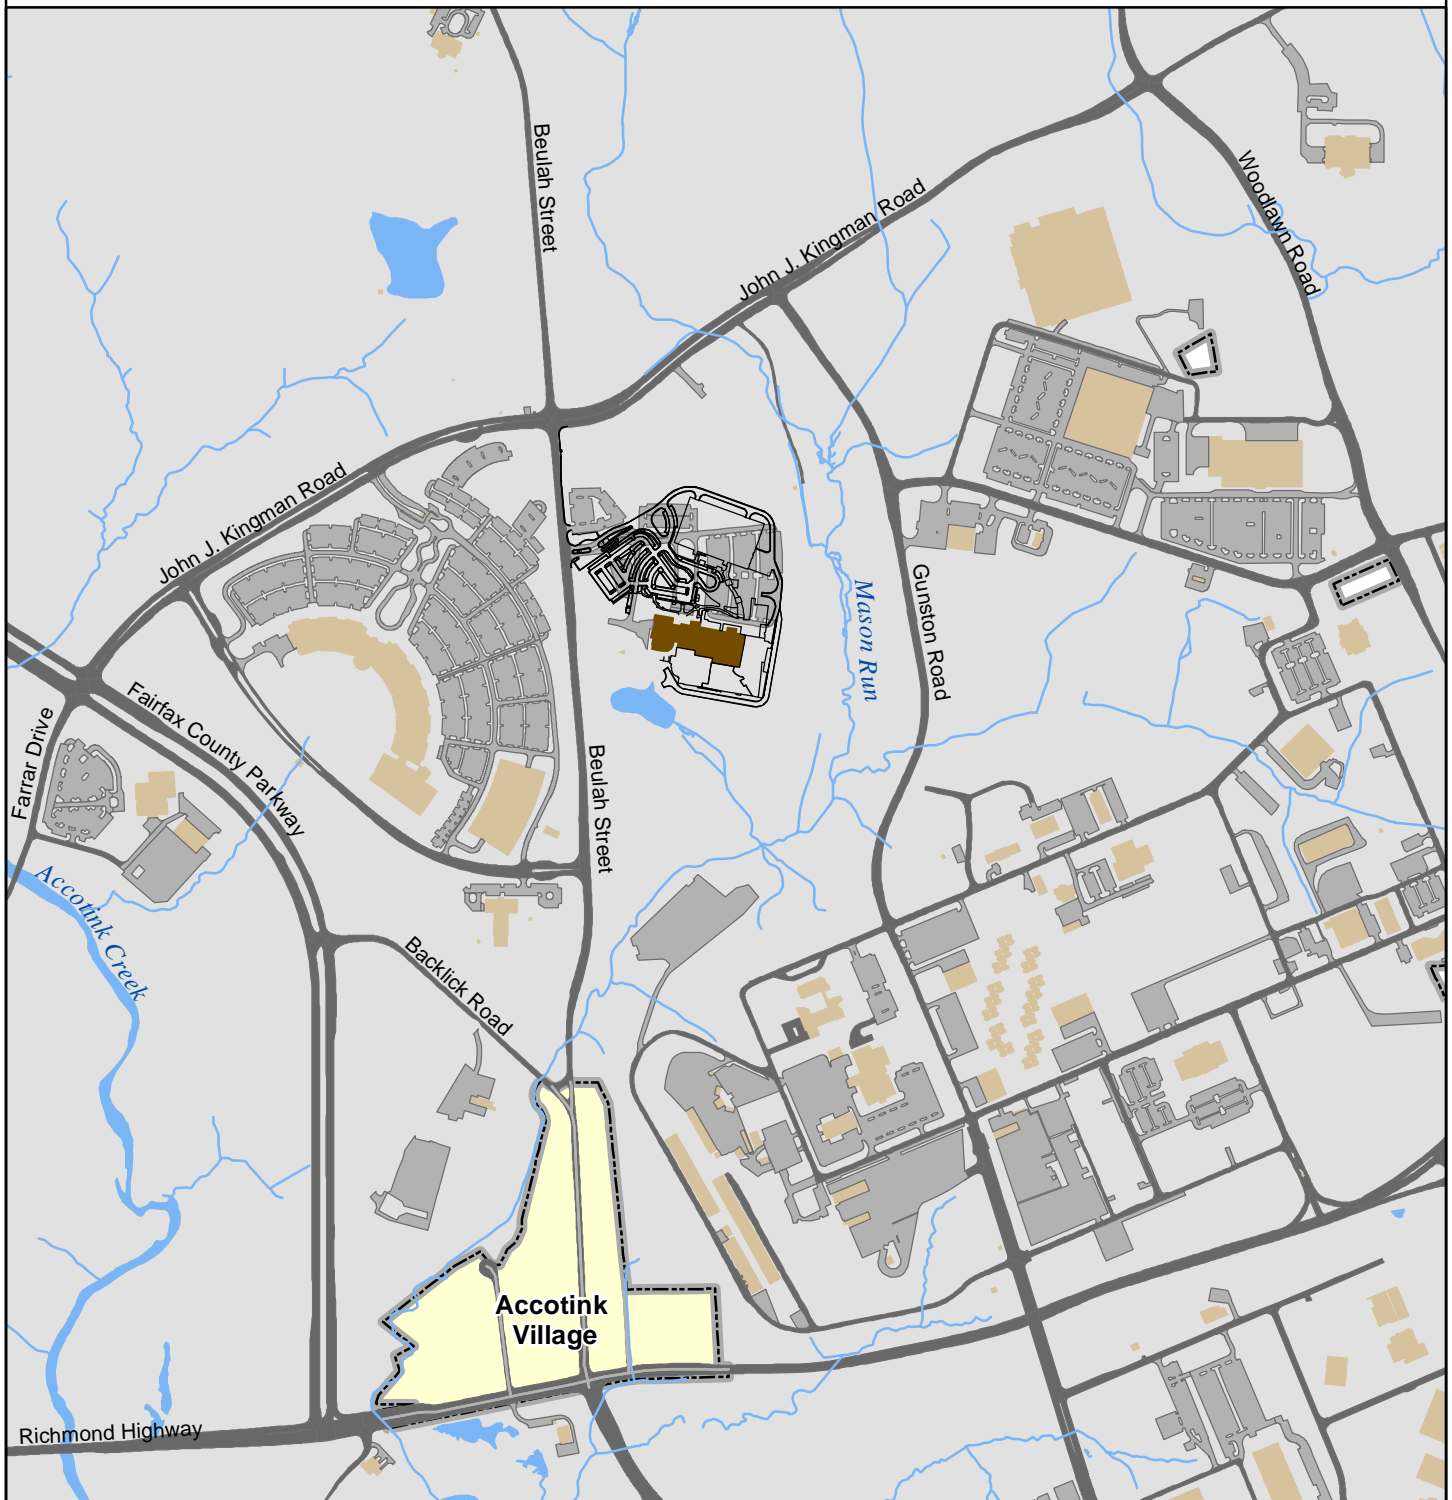 Beulah Street
Woodlawn Road
John J. Kingman Road
John J. Kingman Road
Mason Run
Gunston Road
Fairfax County Parkway
Farrar Drive
Beulah Street
Accotink Creek
Backlick Road
Accotink
Village
Richmond Highway